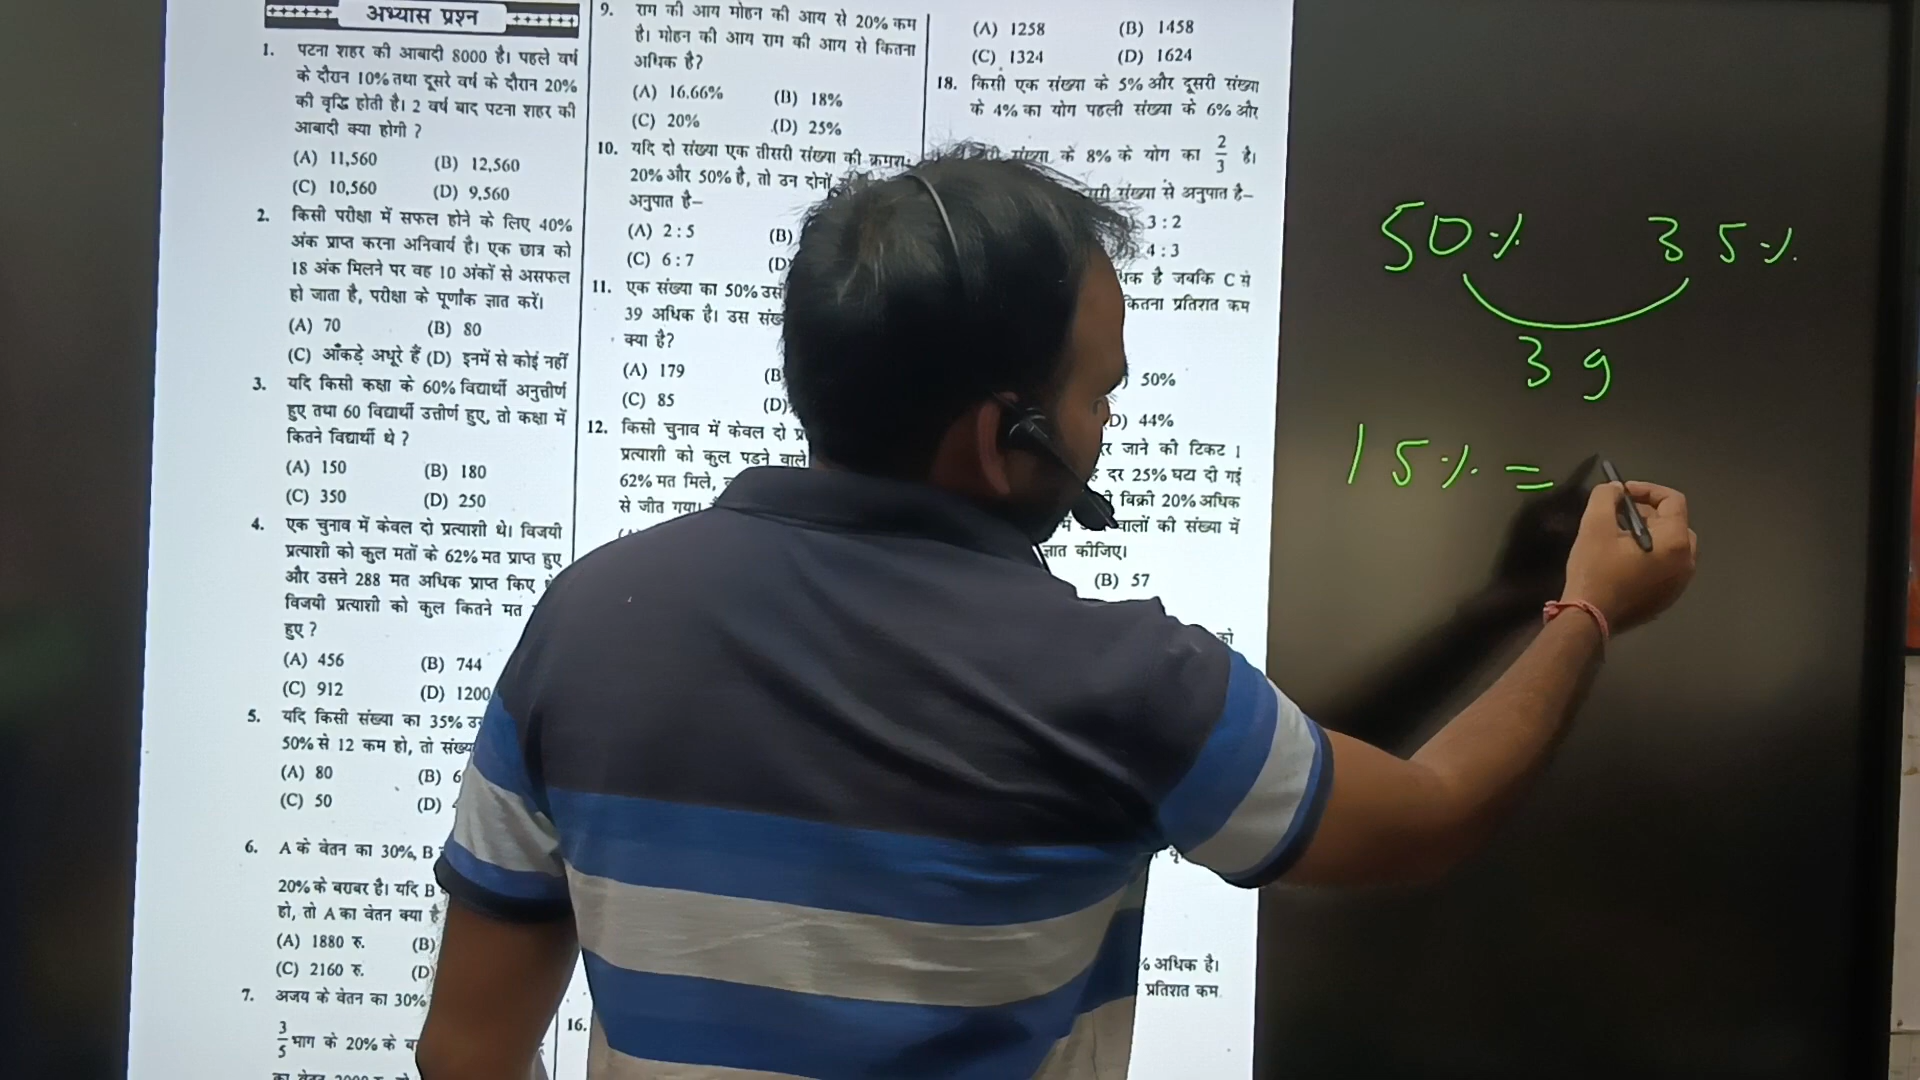 अभ्यास प्रश्न
1. पटना शहर की आबादी 8000 है। पहले वर्ष
के दौरान 10% तथा दूसरे वर्ष के दौरान 20%
की वृद्धि होती है। 2 वर्ष बाद पटना शहर की
आबादी क्या होगी ?
(A) 11,560 (B) 12,560
(C) 10,560 (D) 9,560
2. किसी परीक्षा में सफल होने के लिए 40%
अंक प्राप्त करना अनिवार्य है। एक छात्र को
18 अंक मिलने पर वह 10 अंकों से असफल
हो जाता है, परीक्षा के पूर्णांक ज्ञात करें।
(A) 70 (B) 80
(C) आँकड़े अधूरे हैं (D) इनमें से कोई नहीं
3. यदि किसी कक्षा के 60% विद्यार्थी अनुत्तीर्ण
हुए तथा 60 विद्यार्थी उत्तीर्ण हुए, तो कक्षा में
कितने विद्यार्थी थे ?
(A) 150 (B) 180
(C) 350 (D) 250
4. एक चुनाव में केवल दो प्रत्याशी थे। विजयी
प्रत्याशी को कुल मतों के 62% मत प्राप्त हुए
और उसने 288 मत अधिक प्राप्त किए
विजयी प्रत्याशी को कुल कितने मत
हुए ?
(A) 456 (B) 744
(C) 912 (D) 1200
5. यदि किसी संख्या का 35%
50% से 12 कम हो, तो
(A) 80 (B)
(C) 50 (D)
6. A के वेतन का 30%, B
20% के बराबर है। यदि B
हो, तो A का वेतन क्या है
(A) 1880 रु. (B)
(C) 2160 रु. (D)
7. अजय के वेतन का 30%
3/5 भाग के 20% के
9. राम की आय मोहन की आय से 20% कम
है। मोहन की आय राम की आय से कितना
अधिक है?
(A) 16.66% (B) 18%
(C) 20% (D) 25%
10. यदि दो संख्या एक तीसरी संख्या की क्रमशः
20% और 50% है, तो उन दोनों
अनुपात है–
(A) 2 : 5 (B)
(C) 6 : 7 (D)
11. एक संख्या का 50%
39 अधिक है। उस
क्या है?
(A) 179 (B
(C) 85 (D)
12. किसी चुनाव में केवल दो
प्रत्याशी को कुल पडने वाले
62% मत मिले,
से जीत गया।
16.
(A) 1258 (B) 1458
(C) 1324 (D) 1624
18. किसी एक संख्या के 5% और दूसरी संख्या
के 4% का योग पहली संख्या के 6% और
संख्या के 8% के योग का 2/3 है।
संख्या से अनुपात है–
3 : 2
4 : 3
है जबकि C से
कितना प्रतिशत कम
50%
D) 44%
जाने की टिकट 1
दर 25% घटा दी गई
बिक्री 20% अधिक
वालों की संख्या में
ज्ञात कीजिए।
(B) 57
को
% अधिक है।
प्रतिशत कम
50% 35%
39
15% =